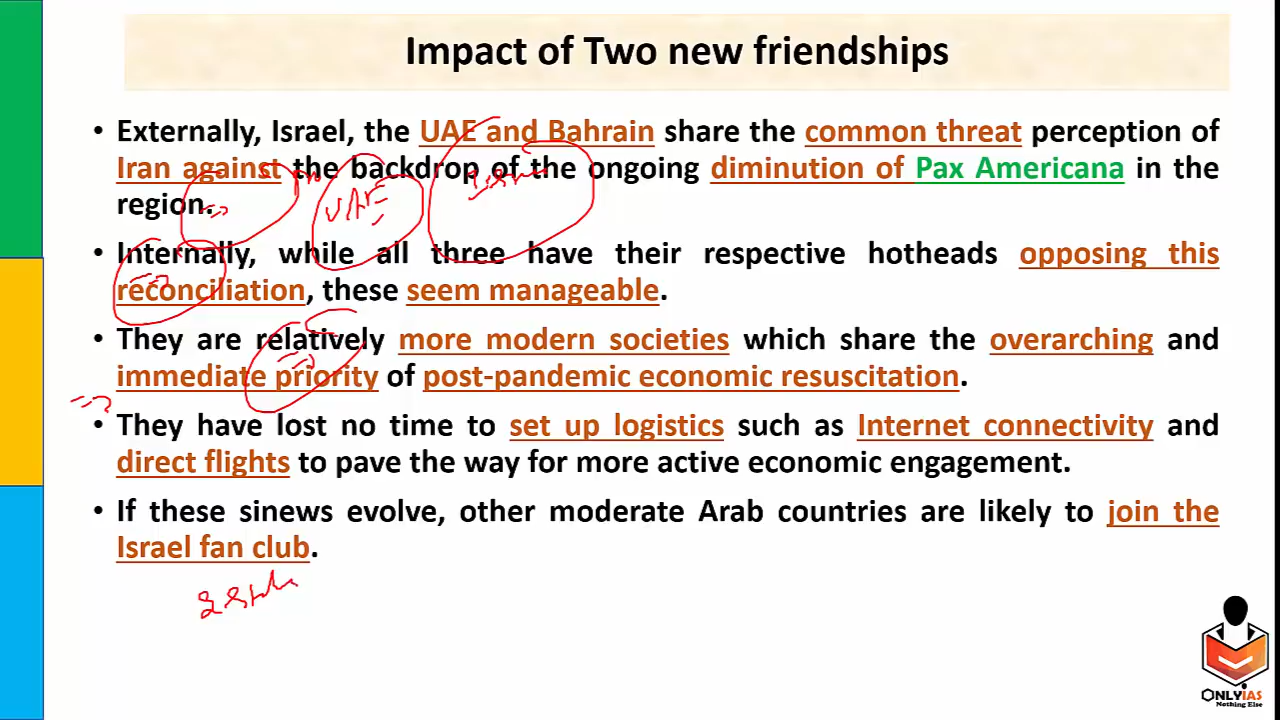 Impact of Two new friendships
• Externally, Israel, the UAE and Bahrain share the common threat perception of
Iran against the backdrop of the ongoing diminution of Pax Americana in the
region.
UAE
• Internally, while all three have their respective hotheads opposing this
reconciliation, these seem manageable.
• They are relatively more modern societies which share the overarching and
immediate priority of post-pandemic economic resuscitation.
• They have lost no time to set up logistics such as Internet connectivity and
direct flights to pave the way for more active economic engagement.
• If these sinews evolve, other moderate Arab countries are likely to join the
Israel fan club.
ONLYIAS
Nothing Else